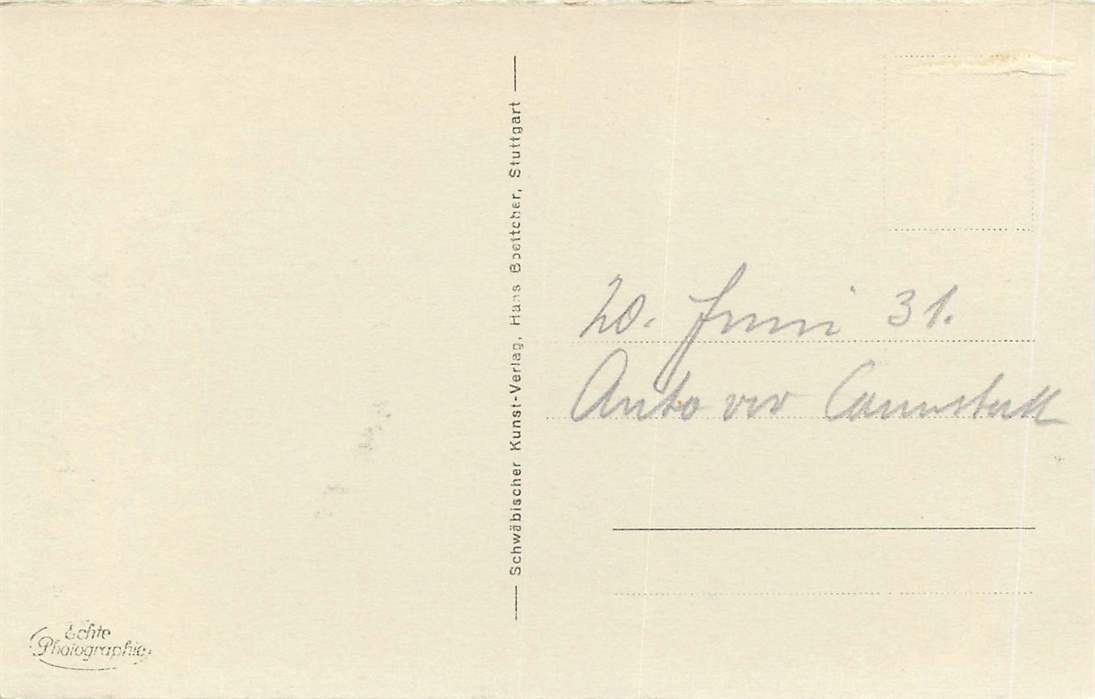 Schwäbischer Kunst-Verlag, Hans Boettcher, Stuttgart
20. Juni 31.
Auto vor Cannstatt
Echte
Photographie